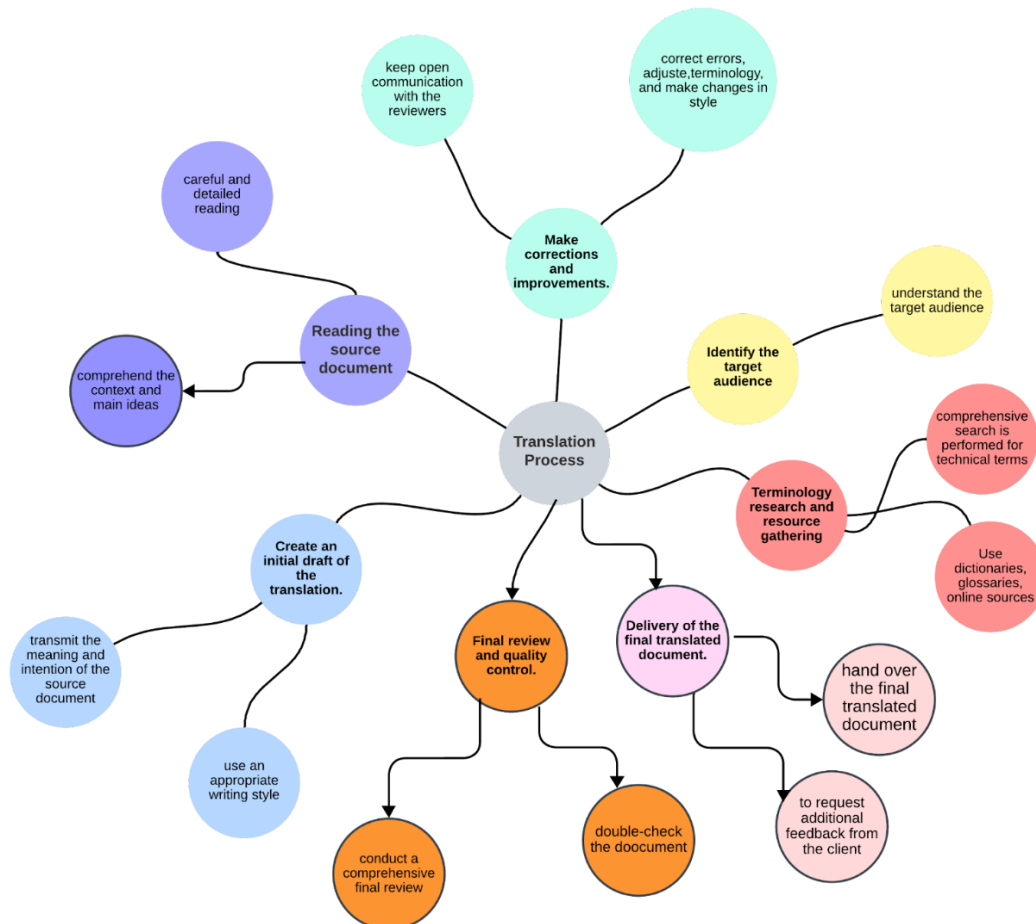 keep open
communication
with the
reviewers
correct errors,
adjuste,terminology,
and make changes in
style
careful and
detailed
reading
Make
corrections
and
improvements.
understand the
target audience
Reading the
source
document
Identify the
target
audience
comprehend the
context and
main ideas
Translation
Process
comprehensive
search is
performed for
technical terms
Terminology
research and
resource
gathering
Use
dictionaries,
glossaries,
online sources
Create an
initial draft of
the
translation.
transmit the
meaning and
intention of the
source
document
use an
appropriate
writing style
Final review
and quality
control.
Delivery of the
final translated
document.
hand over
the final
translated
document
to request
additional
feedback from
the client
double-check
the doocument
conduct a
comprehensive
final review